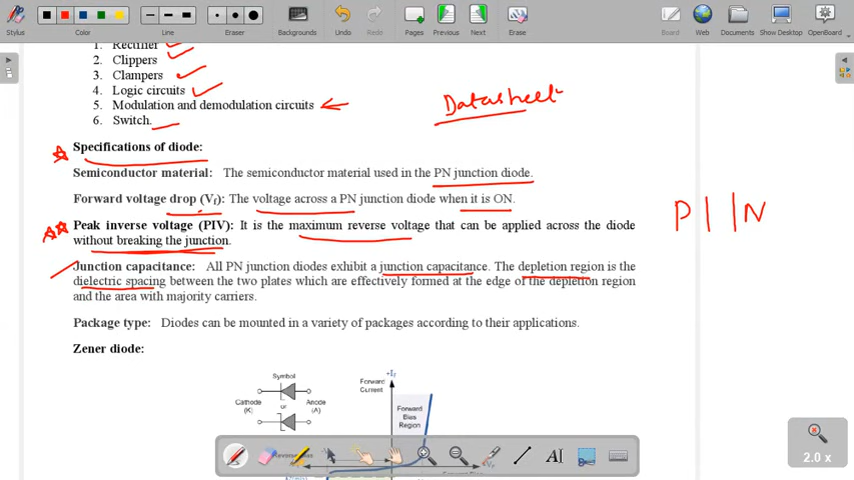 Stylus
Color
Line
Eraser
Backgrounds
Undo
Redo
Pages
Previous
Next
Erase
Board
Web
Documents
Show Desktop
OpenBoard
1. Rectifier
2. Clippers
3. Clampers
4. Logic circuits
5. Modulation and demodulation circuits
6. Switch.
Datasheet
Specifications of diode:
Semiconductor material: The semiconductor material used in the PN junction diode.
Forward voltage drop (Vf): The voltage across a PN junction diode when it is ON.
Peak inverse voltage (PIV): It is the maximum reverse voltage that can be applied across the diode
without breaking the junction.
P | | N
Junction capacitance: All PN junction diodes exhibit a junction capacitance. The depletion region is the
dielectric spacing between the two plates which are effectively formed at the edge of the depletion region
and the area with majority carriers.
Package type: Diodes can be mounted in a variety of packages according to their applications.
Zener diode:
Symbol
Cathode
(K)
or
Anode
(A)
+If
Forward
Current
Forward
Bias
Region
2.0 x